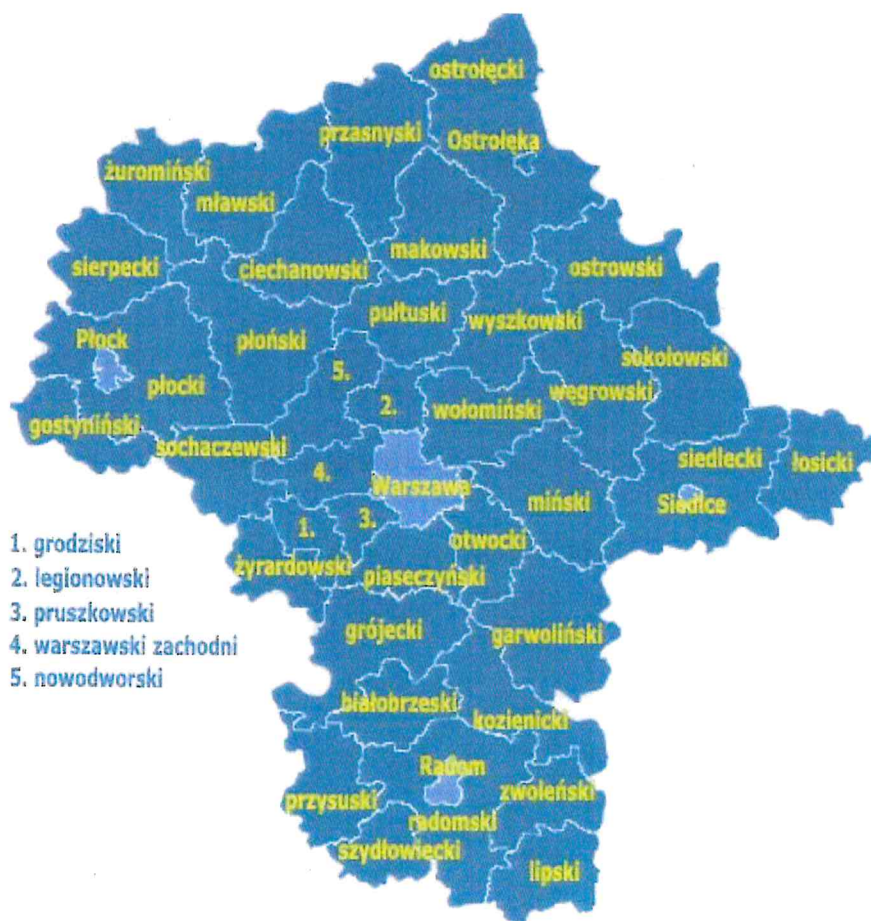 ostrołęcki
przasnyski
Ostrołęka
żuromiński
mławski
makowski
sierpecki
ciechanowski
ostrowski
pułtuski
wyszkowski
Płock
płoński
sokołowski
5.
płocki
węgrowski
2.
wołomiński
gostyniński
sochaczewski
siedlecki
łosicki
4.
Warszawa
miński
Siedlce
3.
1.
otwocki
żyrardowski
piaseczyński
1. grodziski
2. legionowski
3. pruszkowski
4. warszawski zachodni
5. nowodworski
grójecki
garwoliński
białobrzeski
kozienicki
Radom
przysuski
zwoleński
radomski
szydłowiecki
lipski